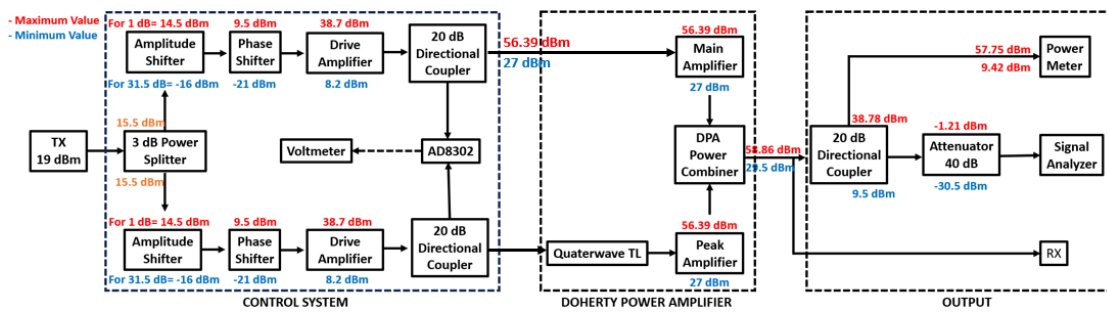 - Maximum Value
- Minimum Value
For 1 dB= 14.5 dBm
9.5 dBm
38.7 dBm
Amplitude
Shifter
Phase
Shifter
Drive
Amplifier
20 dB
Directional
Coupler
For 31.5 dB= -16 dBm
-21 dBm
8.2 dBm
56.39 dBm
27 dBm
56.39 dBm
Main
Amplifier
27 dBm
57.75 dBm
9.42 dBm
Power
Meter
15.5 dBm
TX
19 dBm
3 dB Power
Splitter
15.5 dBm
Voltmeter
AD8302
DPA
Power
Combiner
58.86 dBm
29.5 dBm
38.78 dBm
20 dB
Directional
Coupler
9.5 dBm
-1.21 dBm
Attenuator
40 dB
-30.5 dBm
Signal
Analyzer
For 1 dB= 14.5 dBm
9.5 dBm
38.7 dBm
Amplitude
Shifter
Phase
Shifter
Drive
Amplifier
20 dB
Directional
Coupler
For 31.5 dB= -16 dBm
-21 dBm
8.2 dBm
Quaterwave TL
56.39 dBm
Peak
Amplifier
27 dBm
RX
CONTROL SYSTEM
DOHERTY POWER AMPLIFIER
OUTPUT